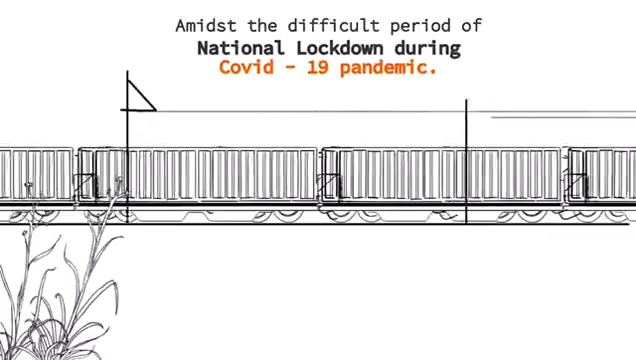 Amidst the difficult period of
National Lockdown during
Covid – 19 pandemic.